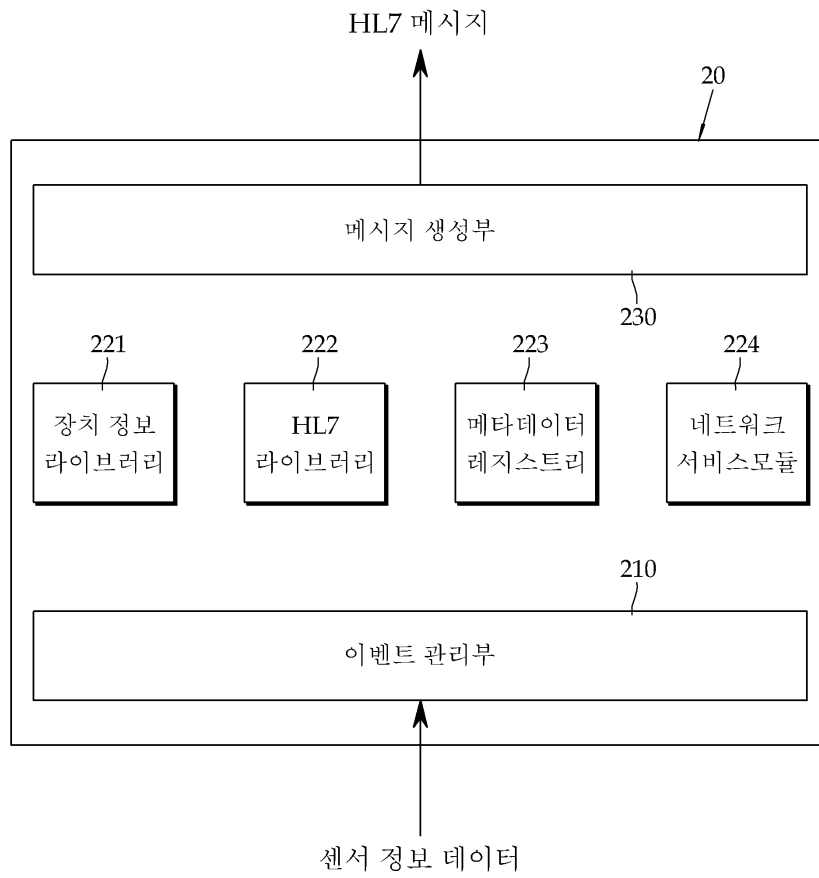 HL7 메시지
20
메시지 생성부
230
221
222
223
224
장치 정보
라이브러리
HL7
라이브러리
메타데이터
레지스트리
네트워크
서비스모듈
210
이벤트 관리부
센서 정보 데이터